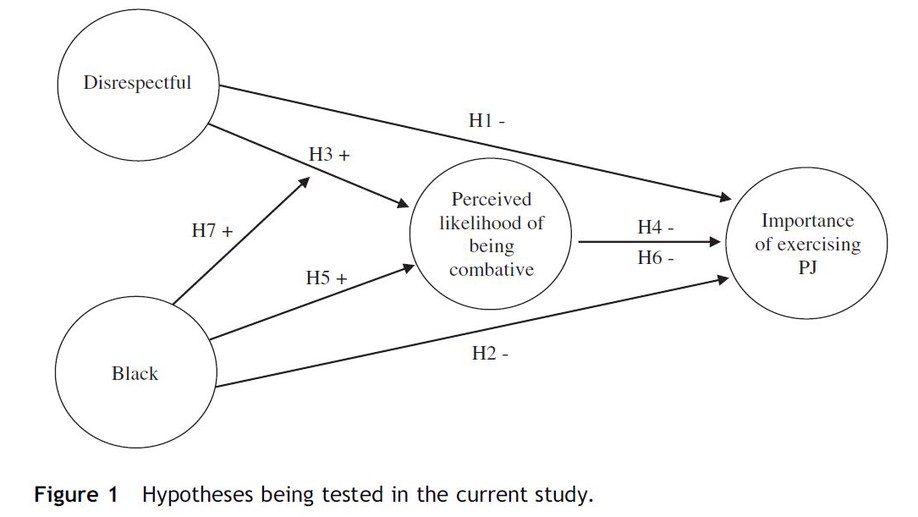 Disrespectful
H1 -
H3 +
Perceived
likelihood of
being
combative
Importance
of exercising
PJ
H7 +
H4 -
H6 -
H5 +
H2 -
Black
Figure 1 Hypotheses being tested in the current study.